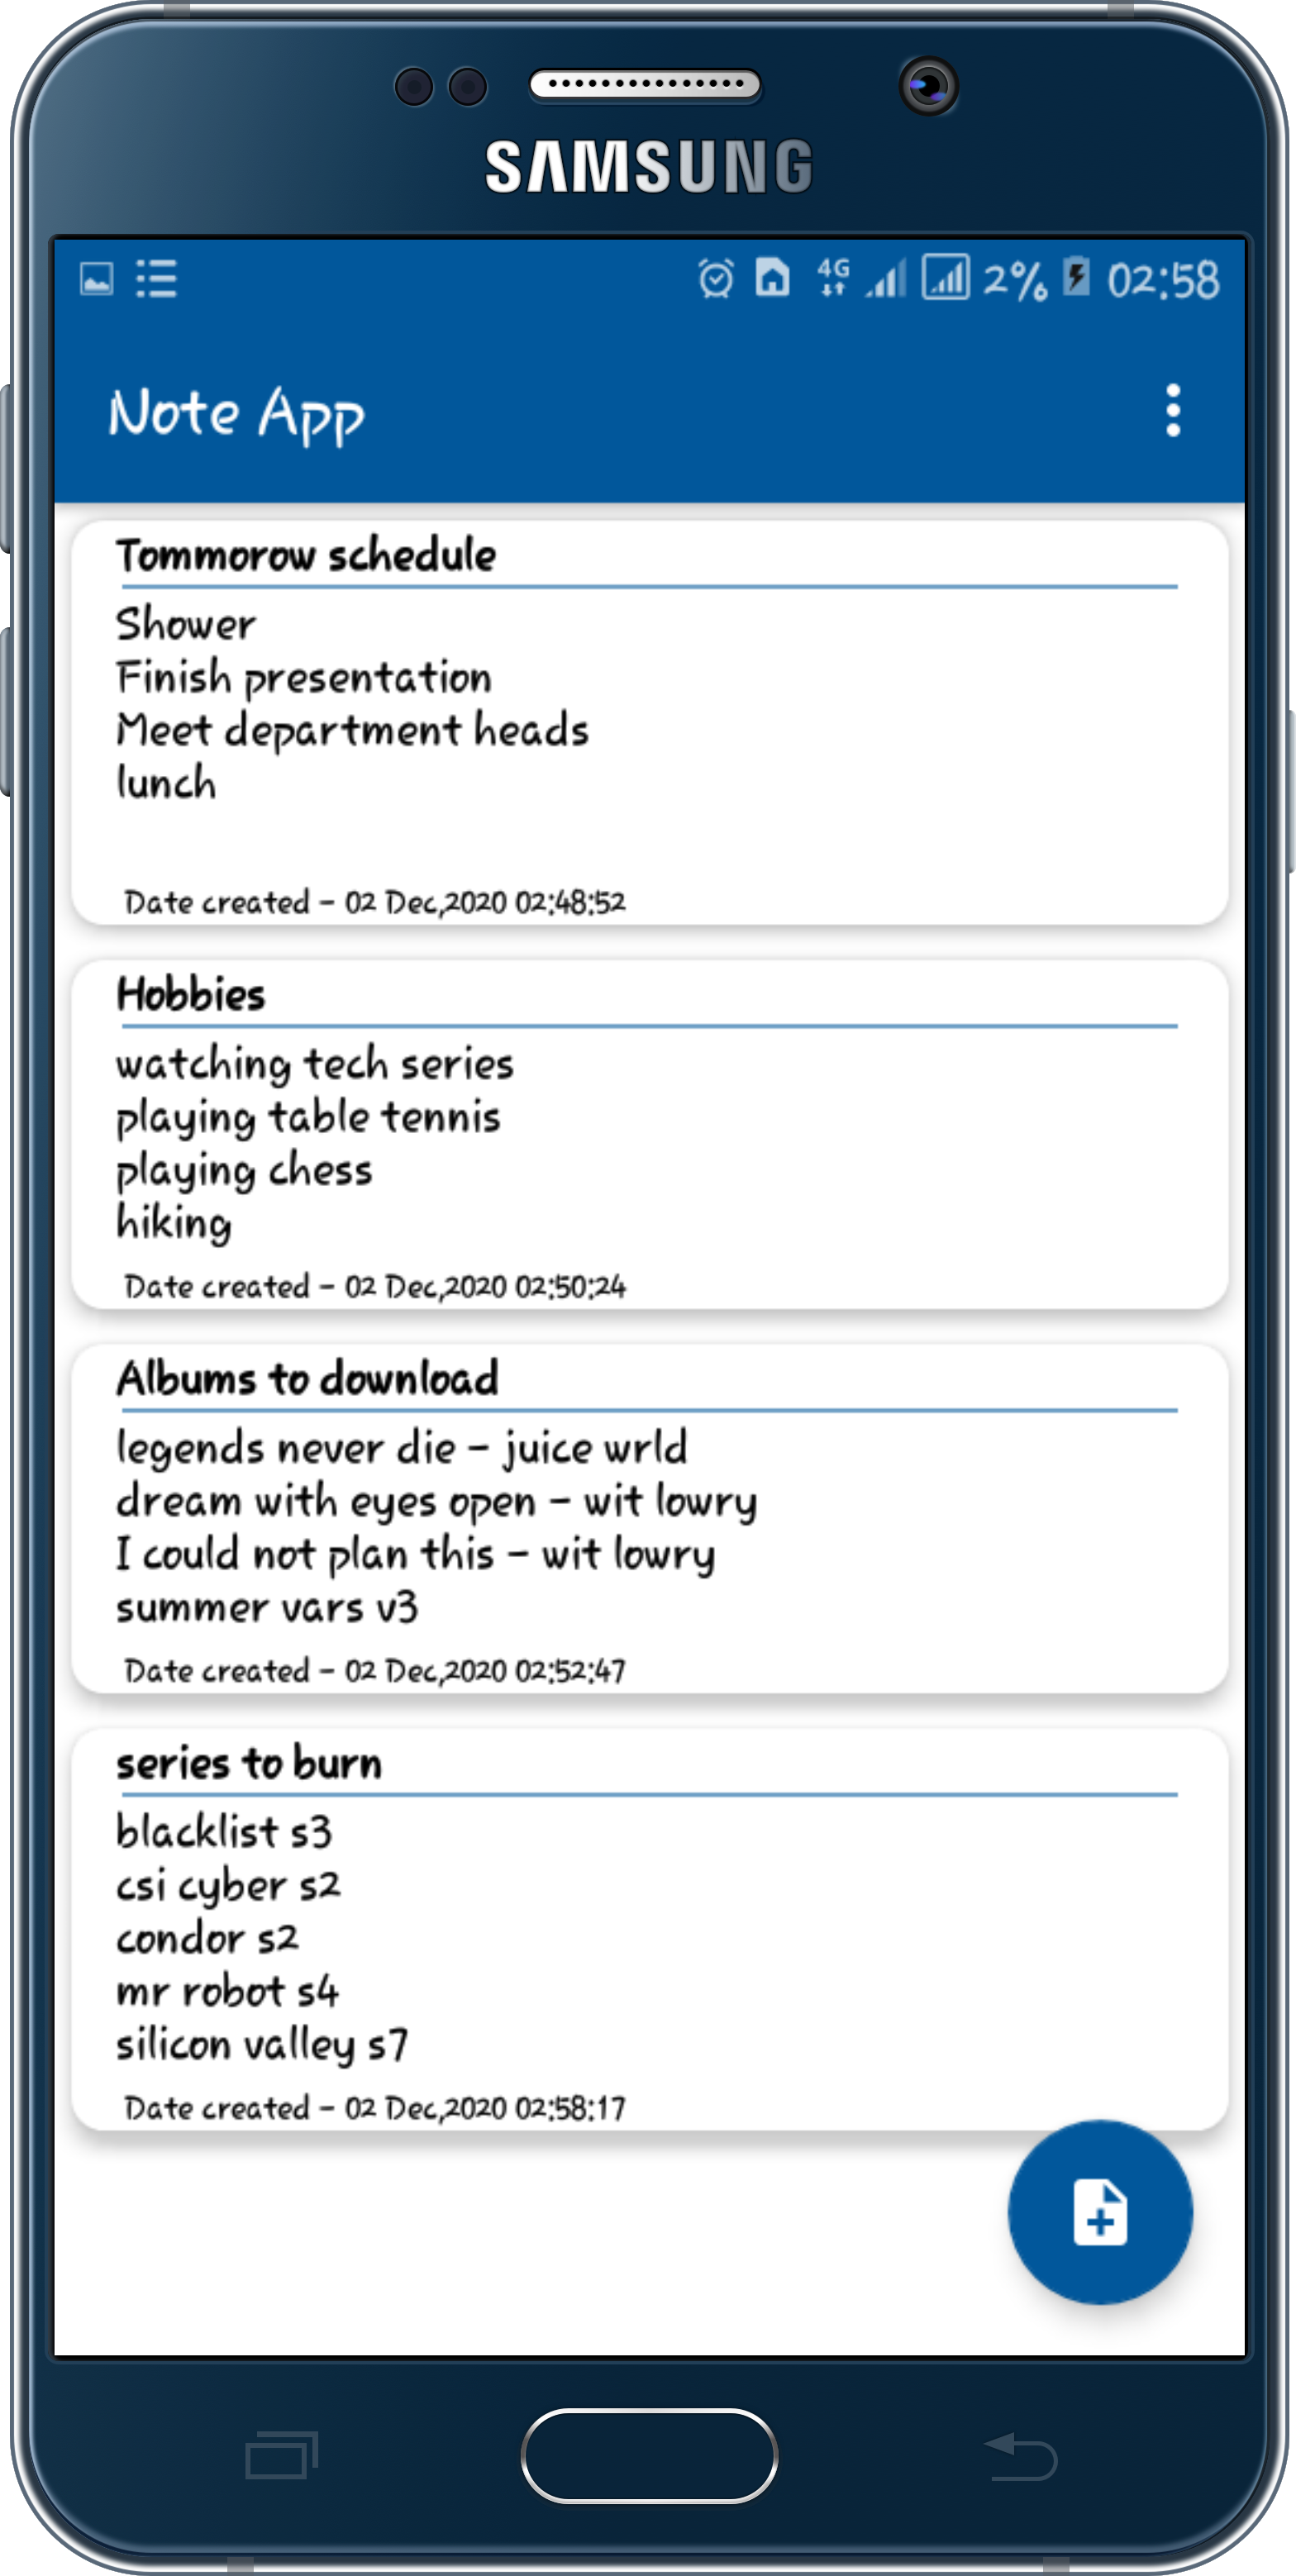 SAMSUNG
4G 2% 02:58
Note App
Tommorow schedule
Shower
Finish presentation
Meet department heads
lunch
Date created - 02 Dec,2020 02:48:52
Hobbies
watching tech series
playing table tennis
playing chess
hiking
Date created - 02 Dec,2020 02:50:24
Albums to download
legends never die - juice wrld
dream with eyes open - wit lowry
I could not plan this - wit lowry
summer vars v3
Date created - 02 Dec,2020 02:52:47
series to burn
blacklist s3
csi cyber s2
condor s2
mr robot s4
silicon valley s7
Date created - 02 Dec,2020 02:58:17